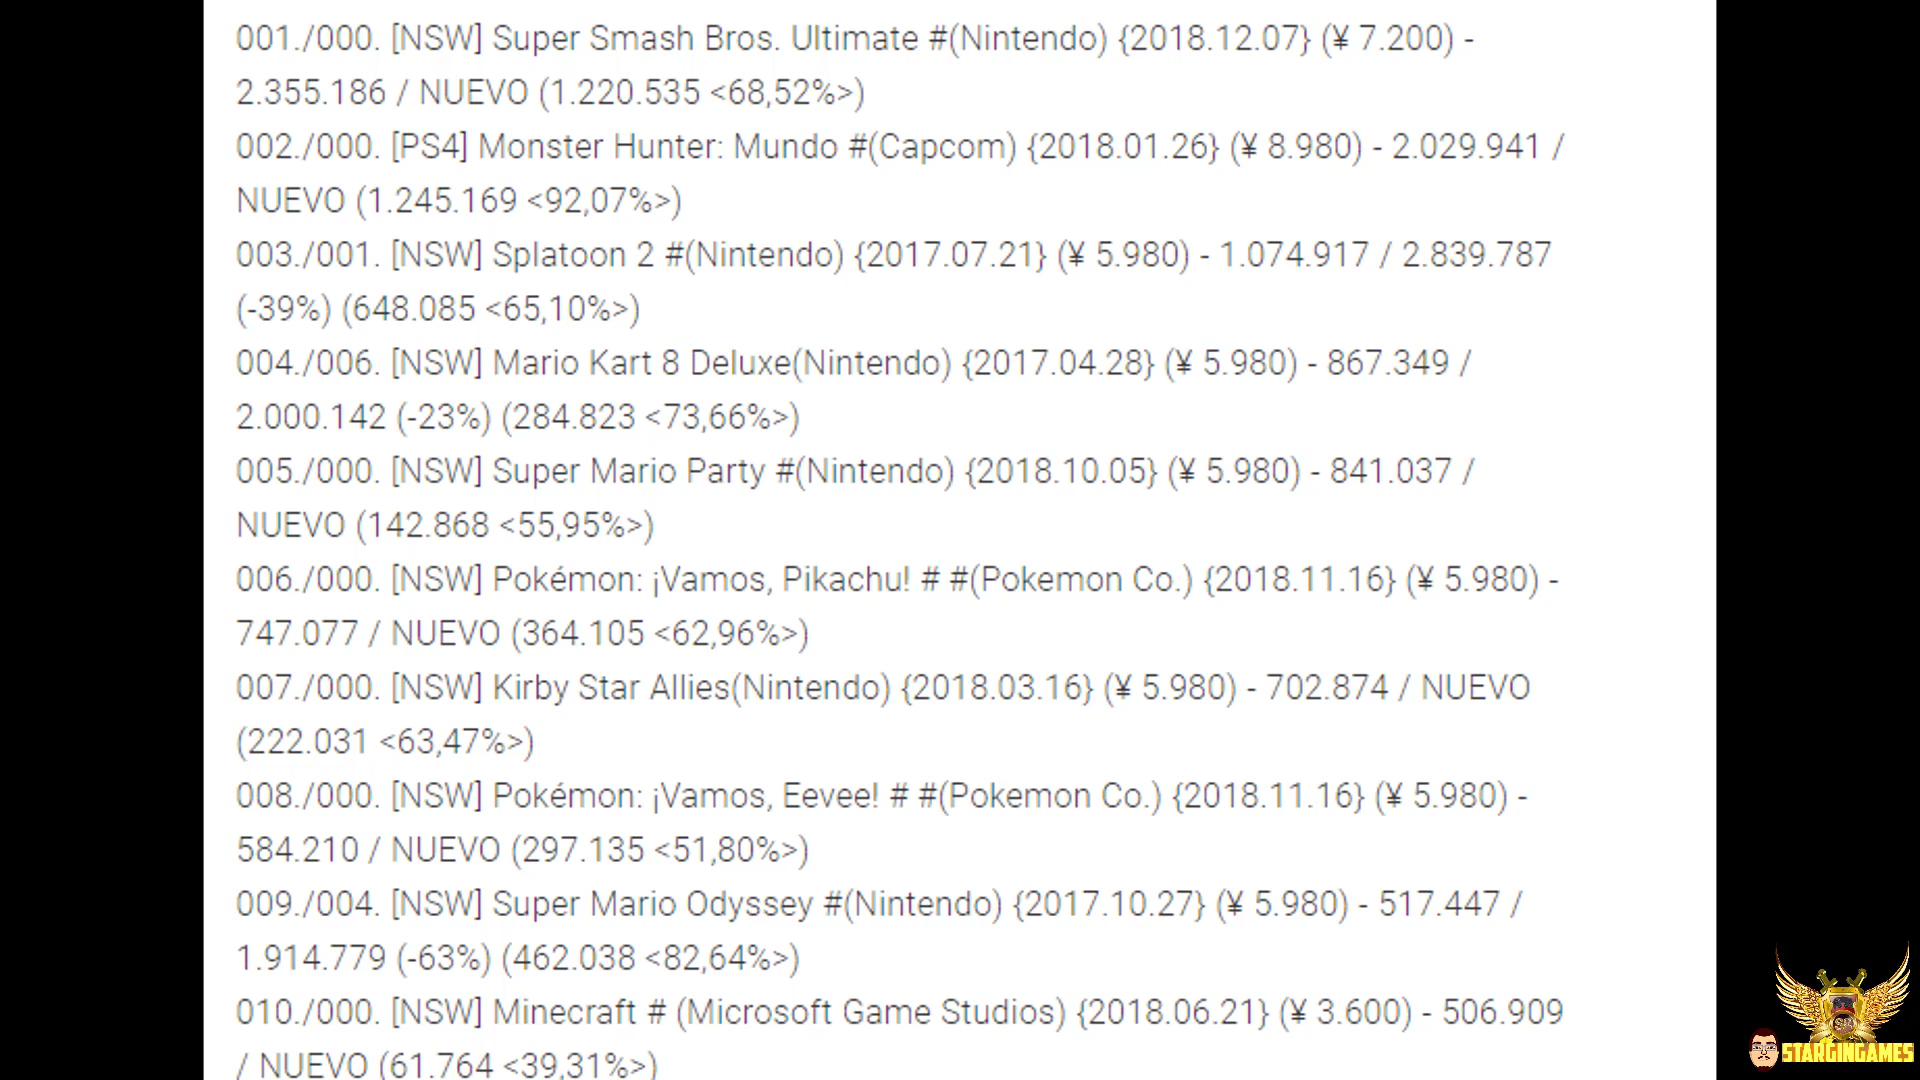 001./000. [NSW] Super Smash Bros. Ultimate #(Nintendo) {2018.12.07} (¥ 7.200) -
2.355.186 / NUEVO (1.220.535 <68,52%>)
002./000. [PS4] Monster Hunter: Mundo #(Capcom) {2018.01.26} (¥ 8.980) - 2.029.941 /
NUEVO (1.245.169 <92,07%>)
003./001. [NSW] Splatoon 2 #(Nintendo) {2017.07.21} (¥ 5.980) - 1.074.917 / 2.839.787
(-39%) (648.085 <65,10%>)
004./006. [NSW] Mario Kart 8 Deluxe(Nintendo) {2017.04.28} (¥ 5.980) - 867.349 /
2.000.142 (-23%) (284.823 <73,66%>)
005./000. [NSW] Super Mario Party #(Nintendo) {2018.10.05} (¥ 5.980) - 841.037 /
NUEVO (142.868 <55,95%>)
006./000. [NSW] Pokémon: ¡Vamos, Pikachu! # #(Pokemon Co.) {2018.11.16} (¥ 5.980) -
747.077 / NUEVO (364.105 <62,96%>)
007./000. [NSW] Kirby Star Allies(Nintendo) {2018.03.16} (¥ 5.980) - 702.874 / NUEVO
(222.031 <63,47%>)
008./000. [NSW] Pokémon: ¡Vamos, Eevee! # #(Pokemon Co.) {2018.11.16} (¥ 5.980) -
584.210 / NUEVO (297.135 <51,80%>)
009./004. [NSW] Super Mario Odyssey #(Nintendo) {2017.10.27} (¥ 5.980) - 517.447 /
1.914.779 (-63%) (462.038 <82,64%>)
010./000. [NSW] Minecraft # (Microsoft Game Studios) {2018.06.21} (¥ 3.600) - 506.909
/ NUEVO (61.764 <39,31%>)
STARGINGAMES